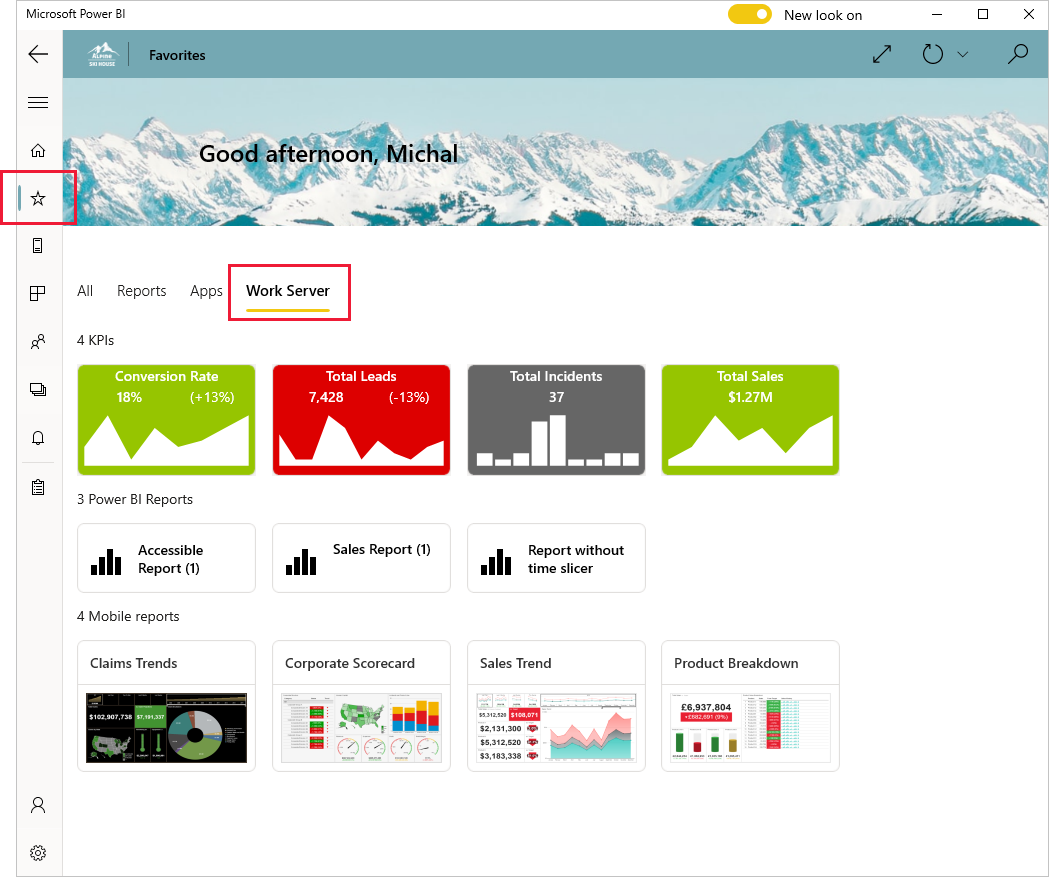 Microsoft Power BI
New look on
ALPINE
SKI HOUSE
Favorites
Good afternoon, Michal
All
Reports
Apps
Work Server
4 KPIs
Conversion Rate
18% (+13%)
Total Leads
7,428 (-13%)
Total Incidents
37
Total Sales
$1.27M
3 Power BI Reports
Accessible
Report (1)
Sales Report (1)
Report without
time slicer
4 Mobile reports
Claims Trends
Corporate Scorecard
Sales Trend
Product Breakdown
$102,907,738
$7,191,337
$5,312,520
$108,071
$2,131,300
$5,312,520
$3,183,338
£6,937,804
+£682,691 (9%)